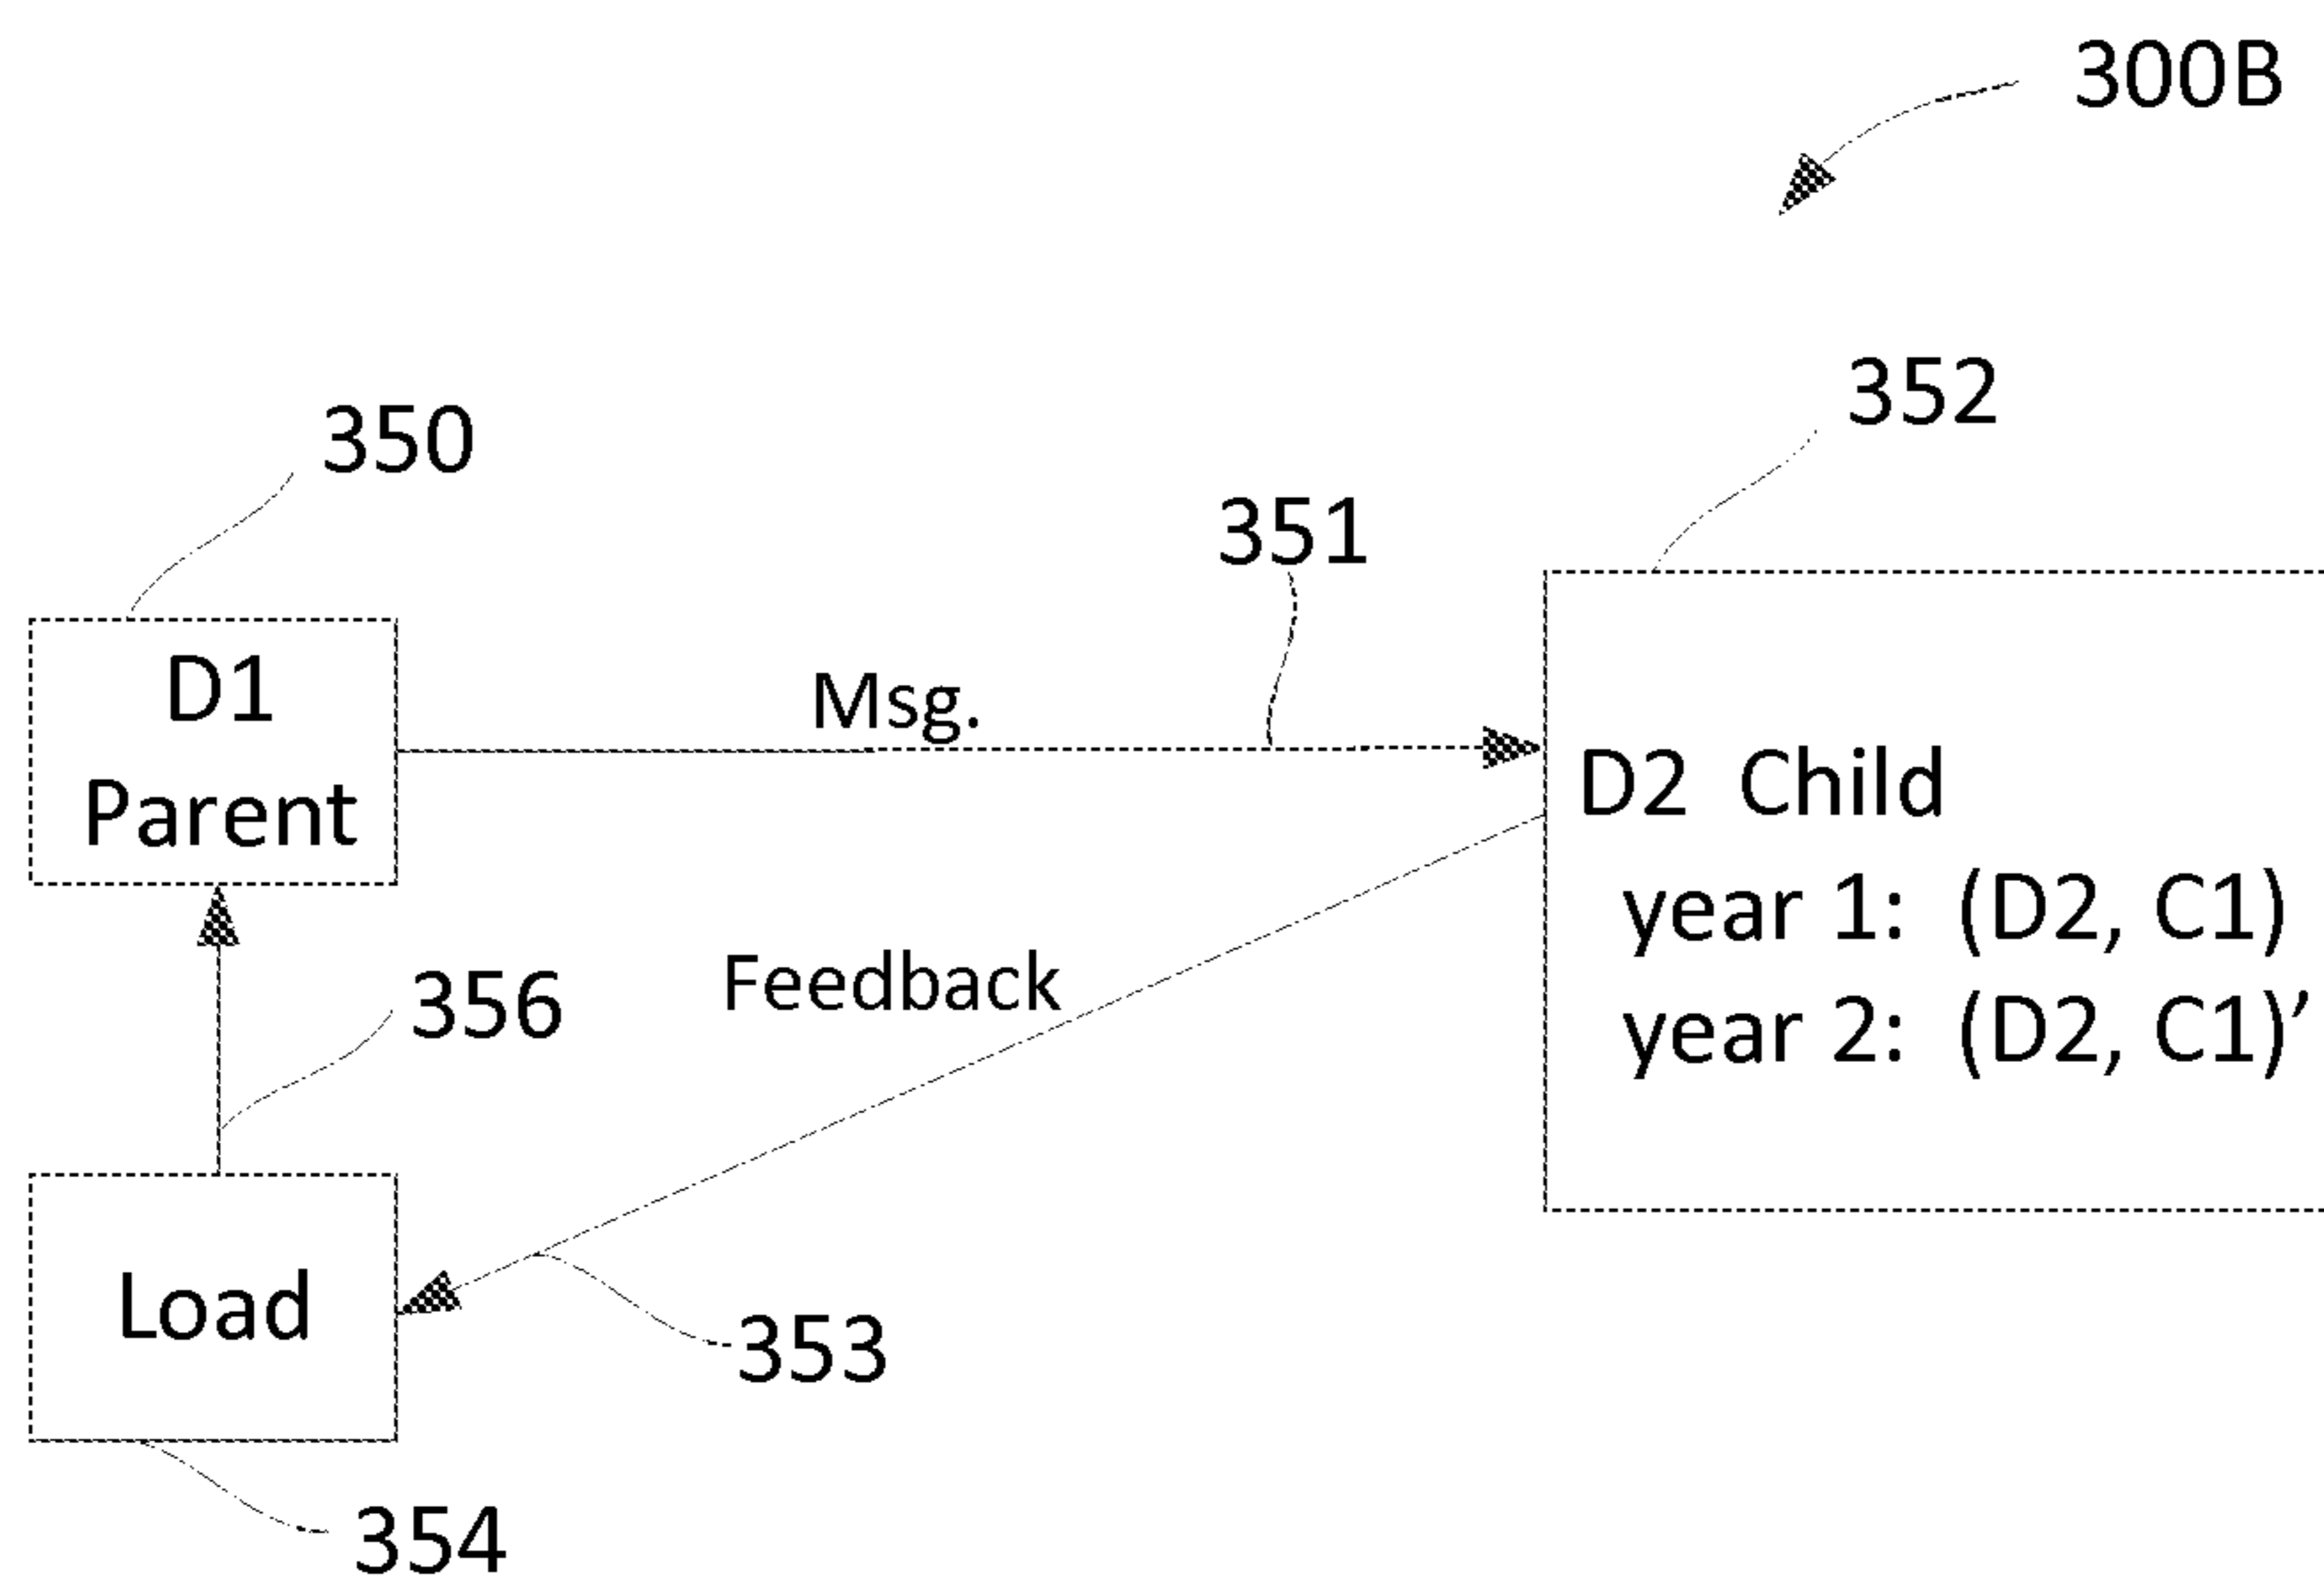 300B
350
352
351
D1
Parent
Msg.
D2 Child
year 1: (D2, C1)
year 2: (D2, C1)’
Feedback
356
Load
353
354